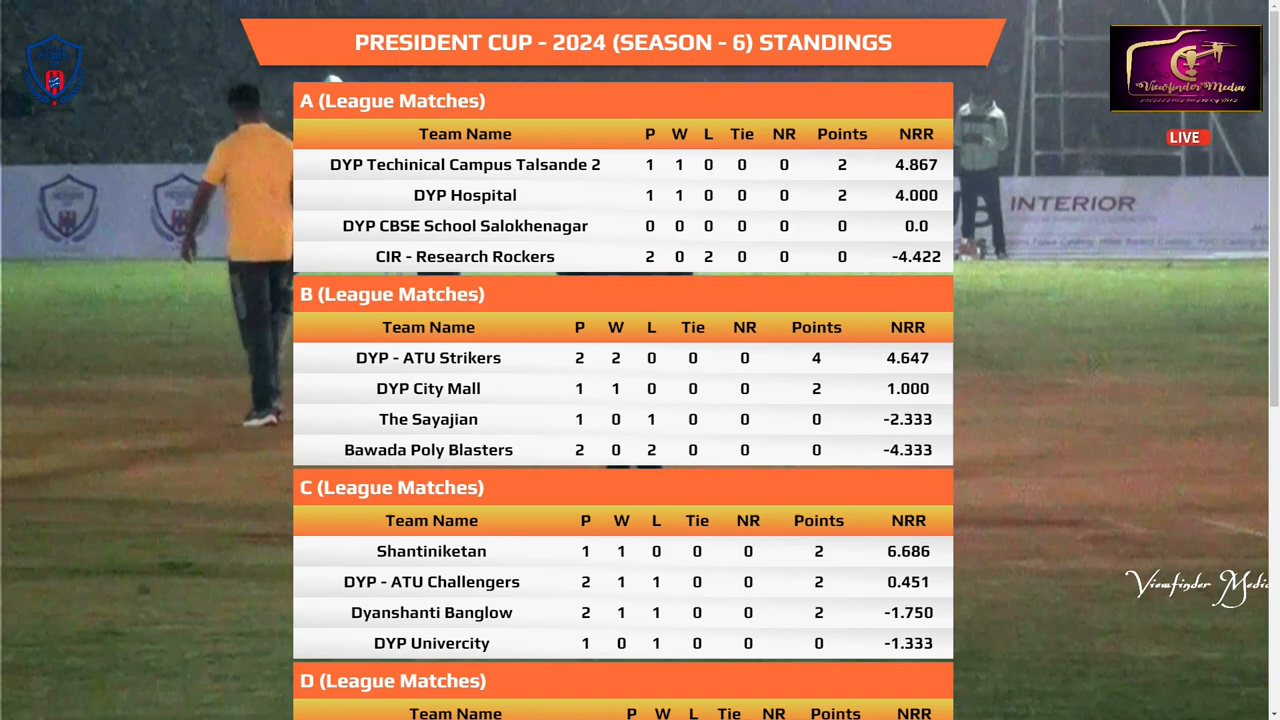 PRESIDENT CUP - 2024 (SEASON - 6) STANDINGS
Viewfinder Media
LIVE
A (League Matches)
Team Name P W L Tie NR Points NRR
DYP Techinical Campus Talsande 2 1 1 0 0 0 2 4.867
DYP Hospital 1 1 0 0 0 2 4.000
DYP CBSE School Salokhenagar 0 0 0 0 0 0 0.0
CIR - Research Rockers 2 0 2 0 0 0 -4.422
INTERIOR
B (League Matches)
Team Name P W L Tie NR Points NRR
DYP - ATU Strikers 2 2 0 0 0 4 4.647
DYP City Mall 1 1 0 0 0 2 1.000
The Sayajian 1 0 1 0 0 0 -2.333
Bawada Poly Blasters 2 0 2 0 0 0 -4.333
C (League Matches)
Team Name P W L Tie NR Points NRR
Shantiniketan 1 1 0 0 0 2 6.686
DYP - ATU Challengers 2 1 1 0 0 2 0.451
Dyanshanti Banglow 2 1 1 0 0 2 -1.750
DYP Univercity 1 0 1 0 0 0 -1.333
Viewfinder Media
D (League Matches)
Team Name P W L Tie NR Points NRR